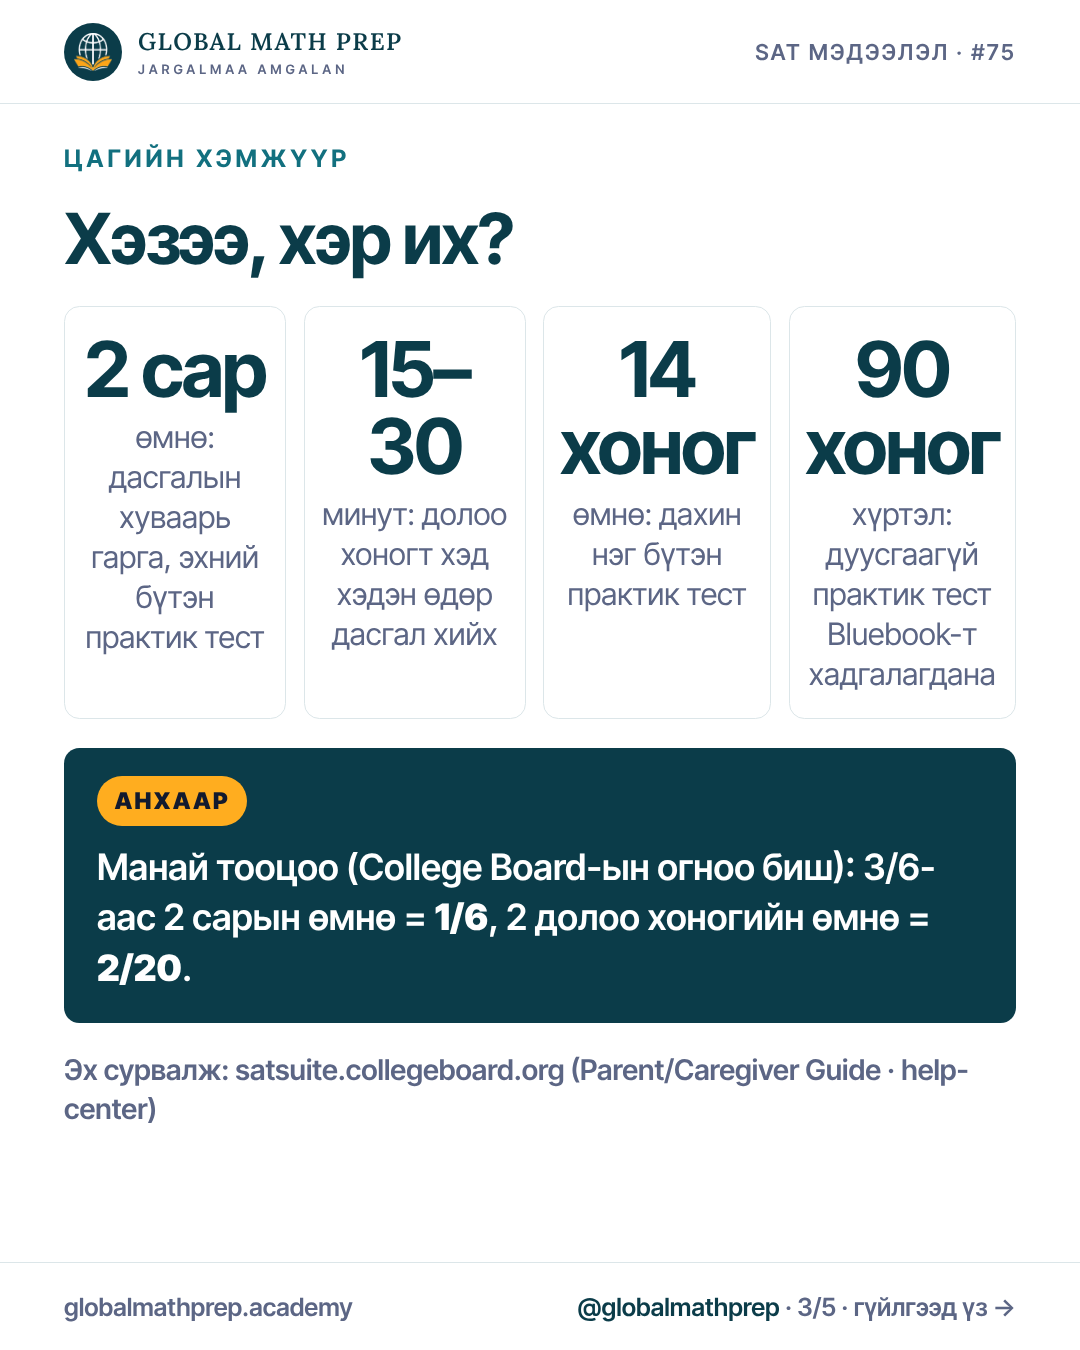 GLOBAL MATH PREP
JARGALMAA AMGALAN
SAT МЭДЭЭЛЭЛ · #75
ЦАГИЙН ХЭМЖҮҮР
Хэзээ, хэр их?
2 сар
өмнө:
дасгалын
хуваарь
гарга, эхний
бүтэн
практик тест
15–
30
минут: долоо
хоногт хэд
хэдэн өдөр
дасгал хийх
14
хоног
өмнө: дахин
нэг бүтэн
практик тест
90
хоног
хүртэл:
дуусгаагүй
практик тест
Bluebook-т
хадгалагдана
АНХААР
Манай тооцоо (College Board-ын огноо биш): 3/6-
аас 2 сарын өмнө = 1/6, 2 долоо хоногийн өмнө =
2/20.
Эх сурвалж: satsuite.collegeboard.org (Parent/Caregiver Guide · help-
center)
globalmathprep.academy
@globalmathprep · 3/5 · гүйлгээд үз →